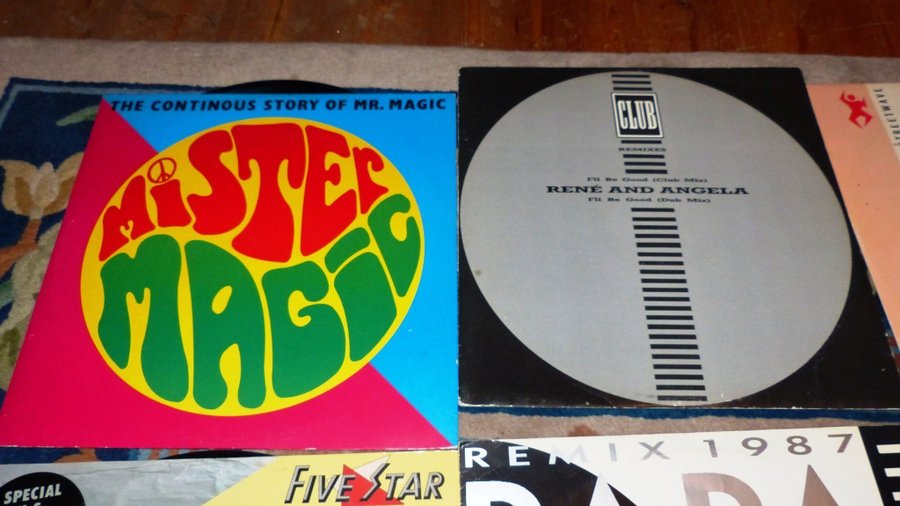 THE CONTINOUS STORY OF MR. MAGIC
MiSTER
MAGiC
CLUB
REMIXES
I'll Be Good (Club Mix)
RENÉ AND ANGELA
I'll Be Good (Dub Mix)
STREETWAVE
SPECIAL
FIVE STAR
REMIX 1987